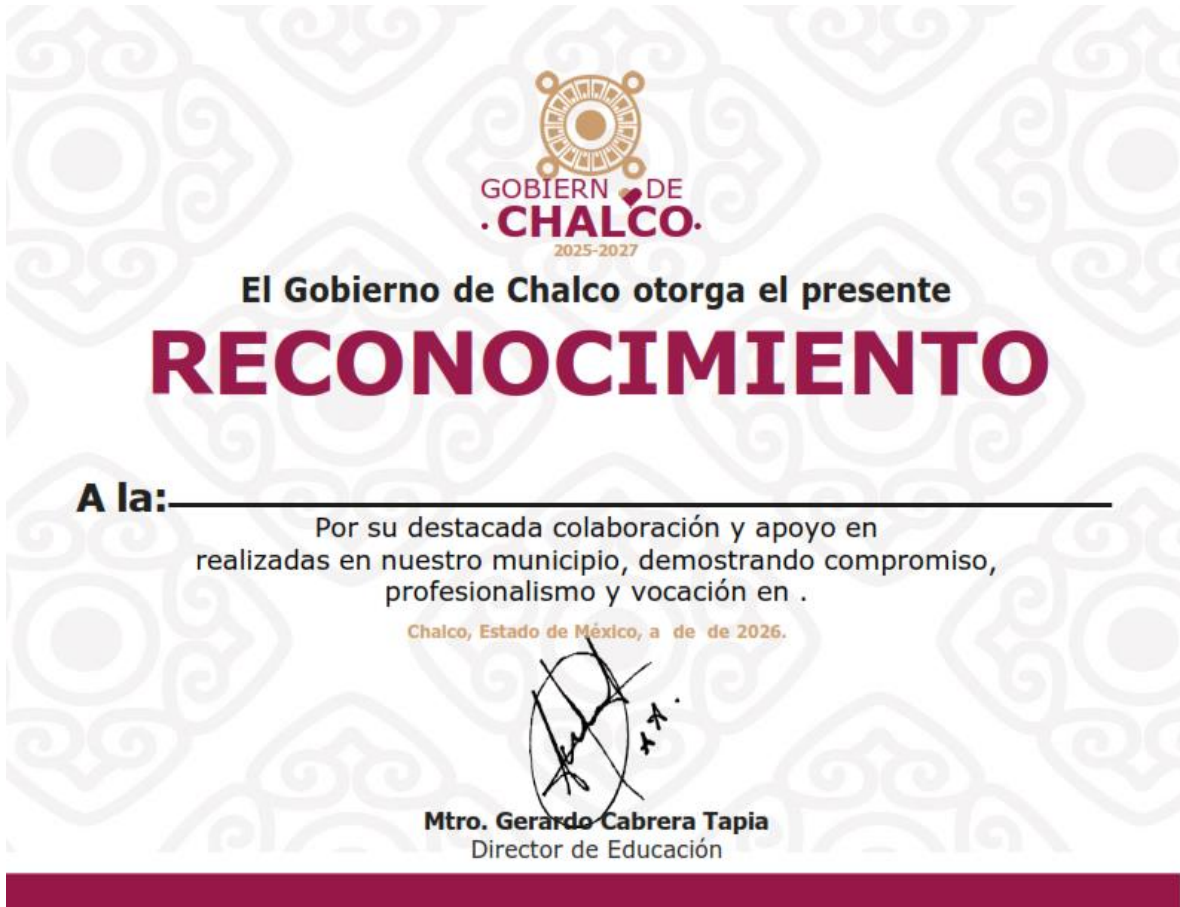 GOBIERN DE
· CHALCO ·
2025-2027
El Gobierno de Chalco otorga el presente
RECONOCIMIENTO
A la:
Por su destacada colaboración y apoyo en
realizadas en nuestro municipio, demostrando compromiso,
profesionalismo y vocación en .
Chalco, Estado de México, a de de 2026.
Mtro. Gerardo Cabrera Tapia
Director de Educación